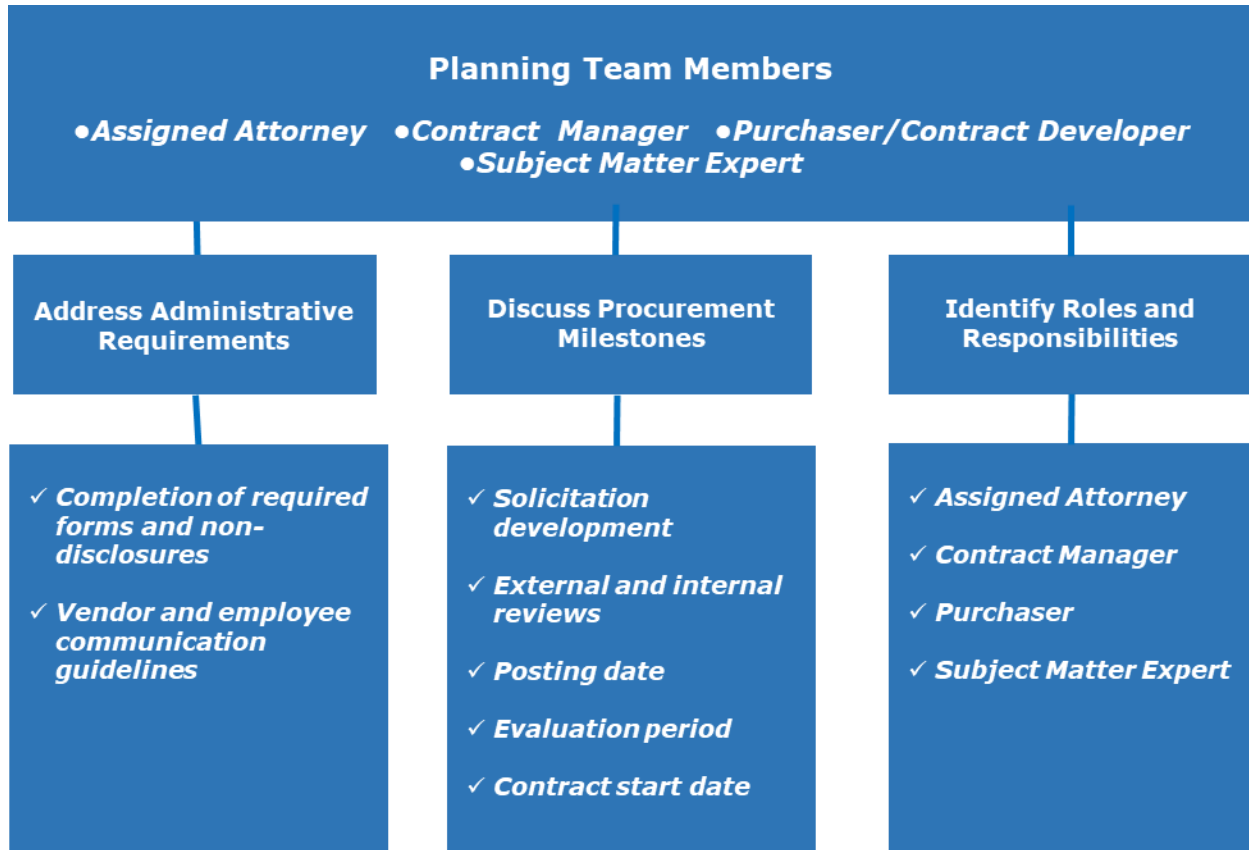 Planning Team Members
●Assigned Attorney ●Contract Manager ●Purchaser/Contract Developer
●Subject Matter Expert
Address Administrative
Requirements
Discuss Procurement
Milestones
Identify Roles and
Responsibilities
✓ Completion of required
forms and non-
disclosures
✓ Vendor and employee
communication
guidelines
✓ Solicitation
development
✓ External and internal
reviews
✓ Posting date
✓ Evaluation period
✓ Contract start date
✓ Assigned Attorney
✓ Contract Manager
✓ Purchaser
✓ Subject Matter Expert